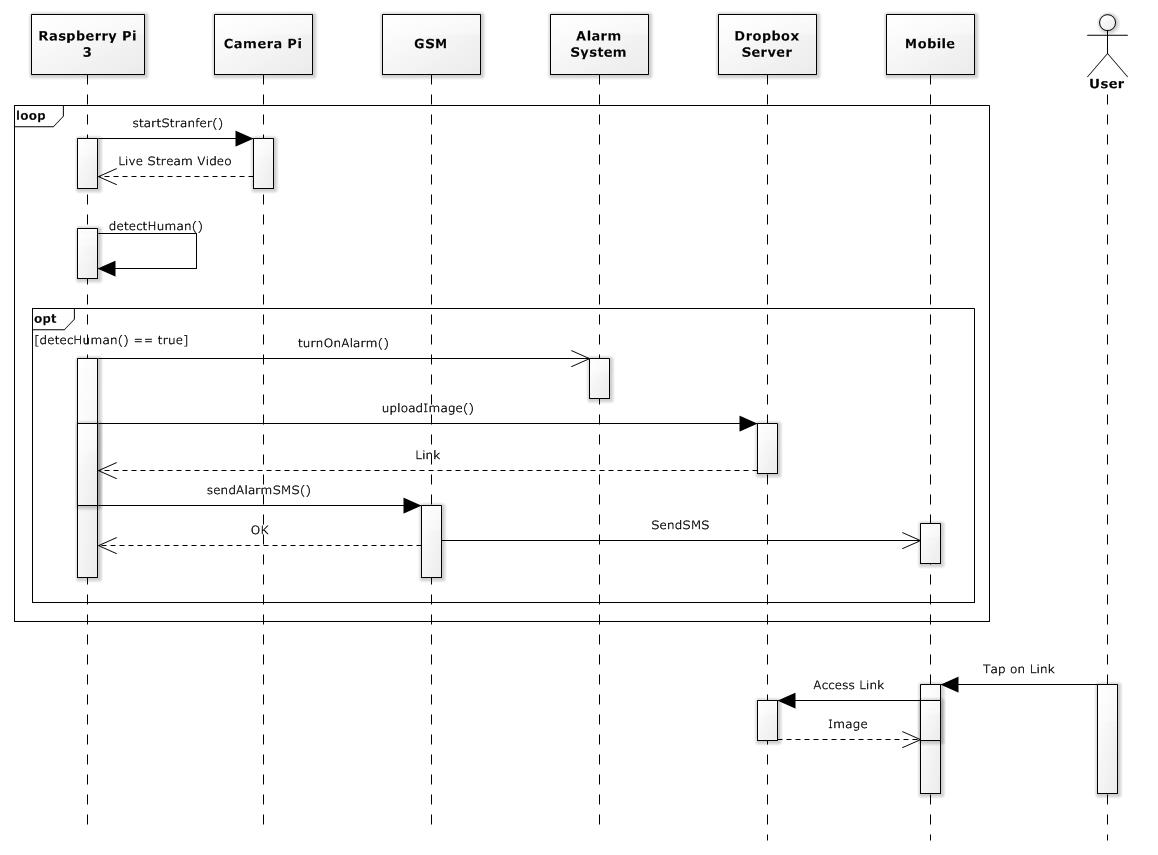 Raspberry Pi
3
Camera Pi
GSM
Alarm
System
Dropbox
Server
Mobile
User
loop
startStranfer()
Live Stream Video
detectHuman()
opt
[detecHuman() == true]
turnOnAlarm()
uploadImage()
Link
sendAlarmSMS()
OK
SendSMS
Tap on Link
Access Link
Image